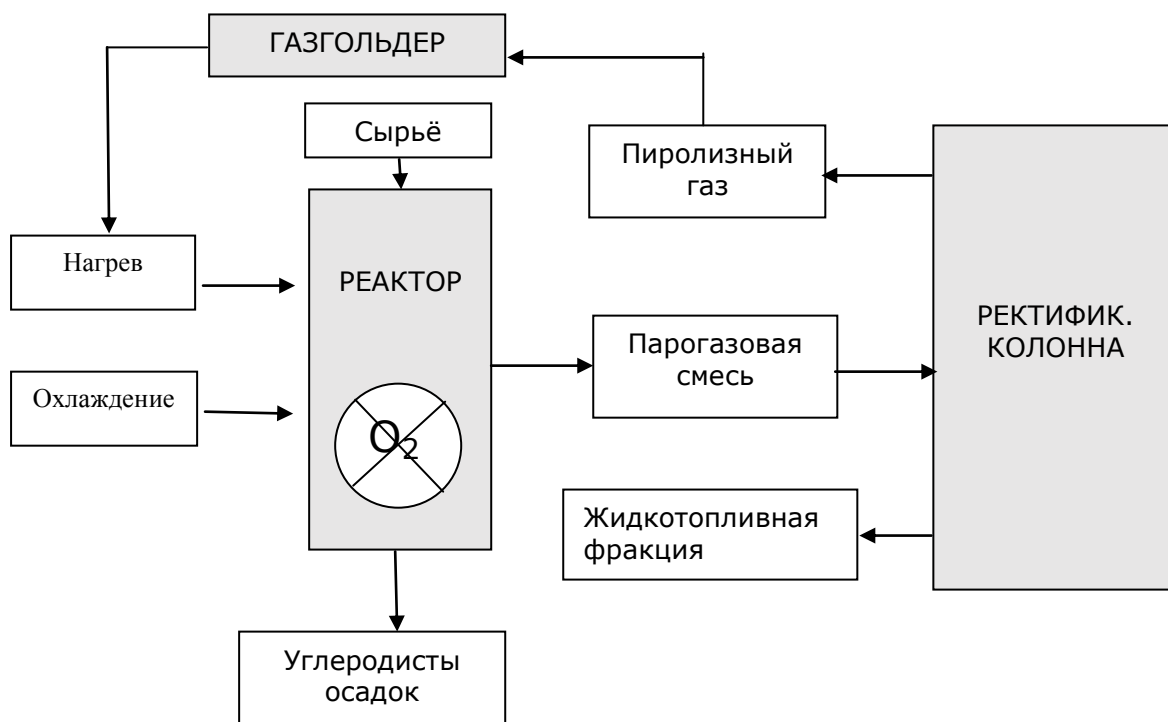 ГАЗГОЛЬДЕР
Сырьё
Пиролизный
газ
Нагрев
РЕАКТОР
РЕКТИФИК.
КОЛОННА
Парогазовая
смесь
Охлаждение
O2
Жидкотопливная
фракция
Углеродисты
осадок